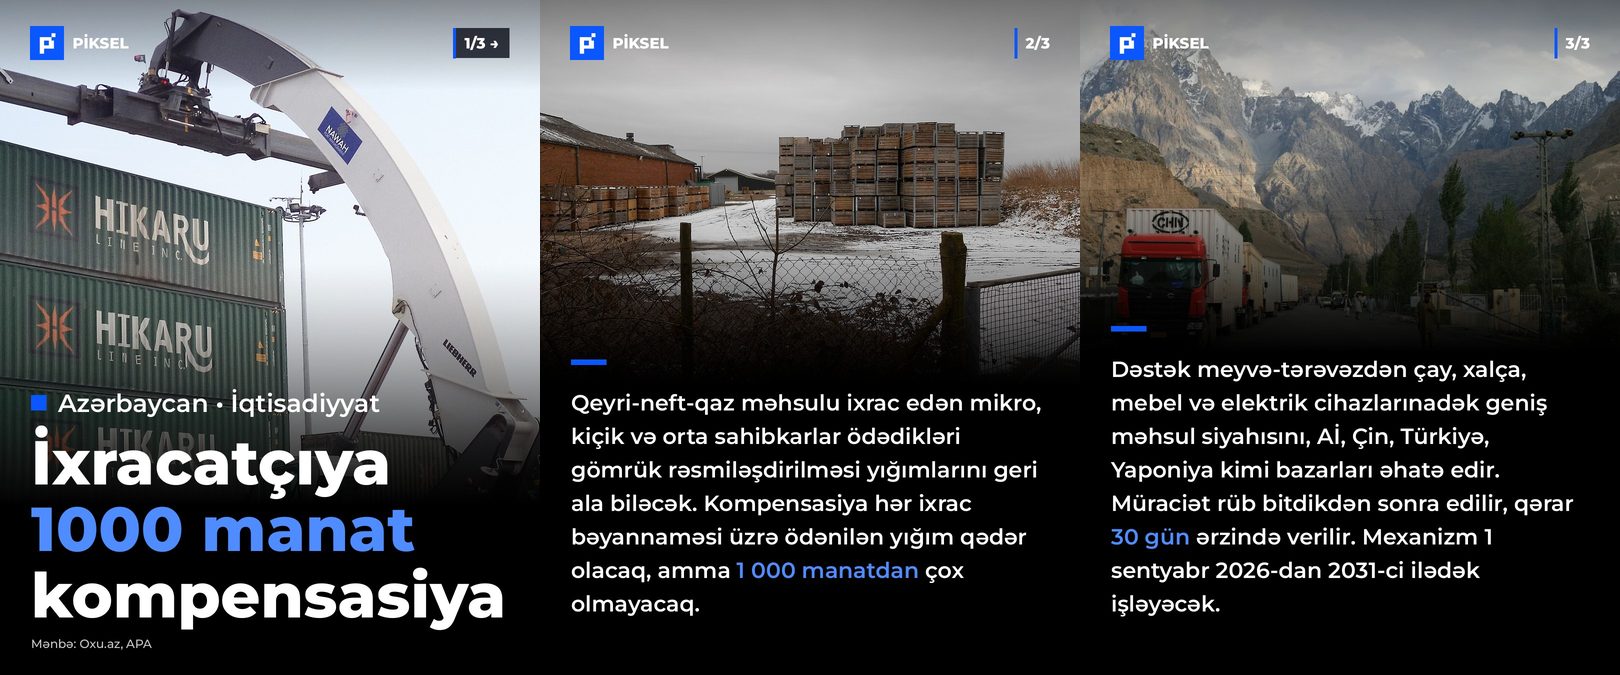 PİKSEL
1/3 →
NAWAH
HIKARU
LINE INC.
HIKARU
LINE INC.
HIKARU
LIEBHERR
Azərbaycan • İqtisadiyyat
İxracatçıya
1000 manat
kompensasiya
Mənbə: Oxu.az, APA
PİKSEL
2/3
Qeyri-neft-qaz məhsulu ixrac edən mikro,
kiçik və orta sahibkarlar ödədikləri
gömrük rəsmiləşdirilməsi yığımlarını geri
ala biləcək. Kompensasiya hər ixrac
bəyannaməsi üzrə ödənilən yığım qədər
olacaq, amma 1 000 manatdan çox
olmayacaq.
PİKSEL
3/3
CHN
Dəstək meyvə-tərəvəzdən çay, xalça,
mebel və elektrik cihazlarınadək geniş
məhsul siyahısını, Aİ, Çin, Türkiyə,
Yaponiya kimi bazarları əhatə edir.
Müraciət rüb bitdikdən sonra edilir, qərar
30 gün ərzində verilir. Mexanizm 1
sentyabr 2026-dan 2031-ci ilədək
işləyəcək.